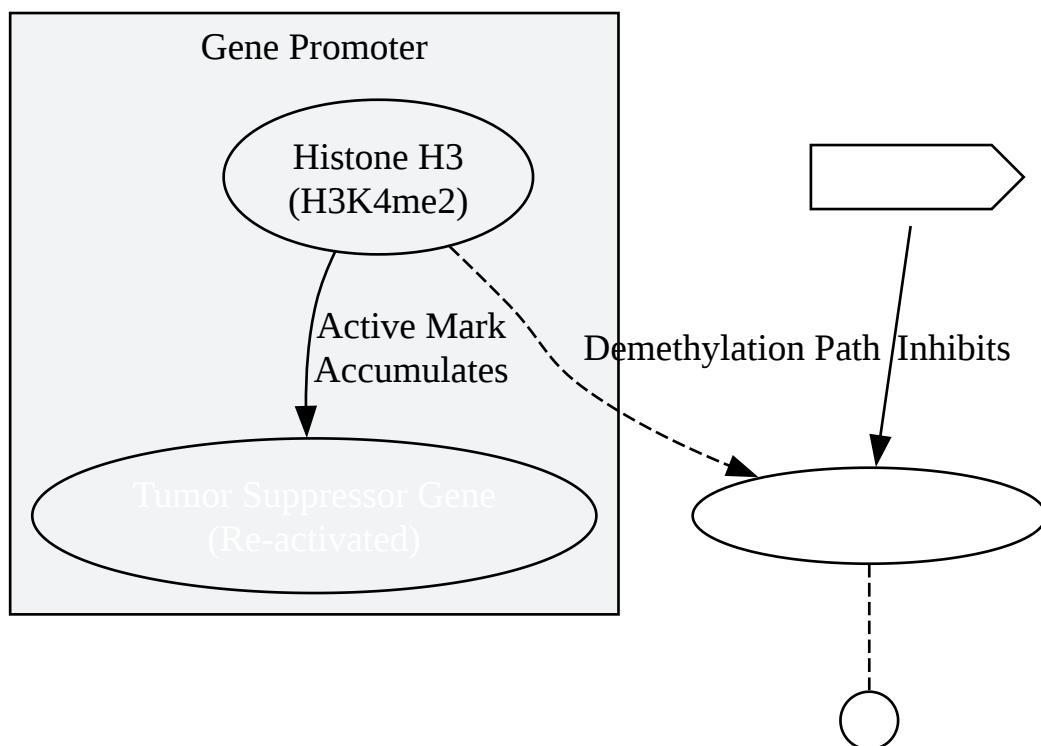 Gene Promoter
Histone H3
(H3K4me2)
Active Mark
Accumulates
Demethylation Path
Inhibits
Tumor Suppressor Gene
(Re-activated)